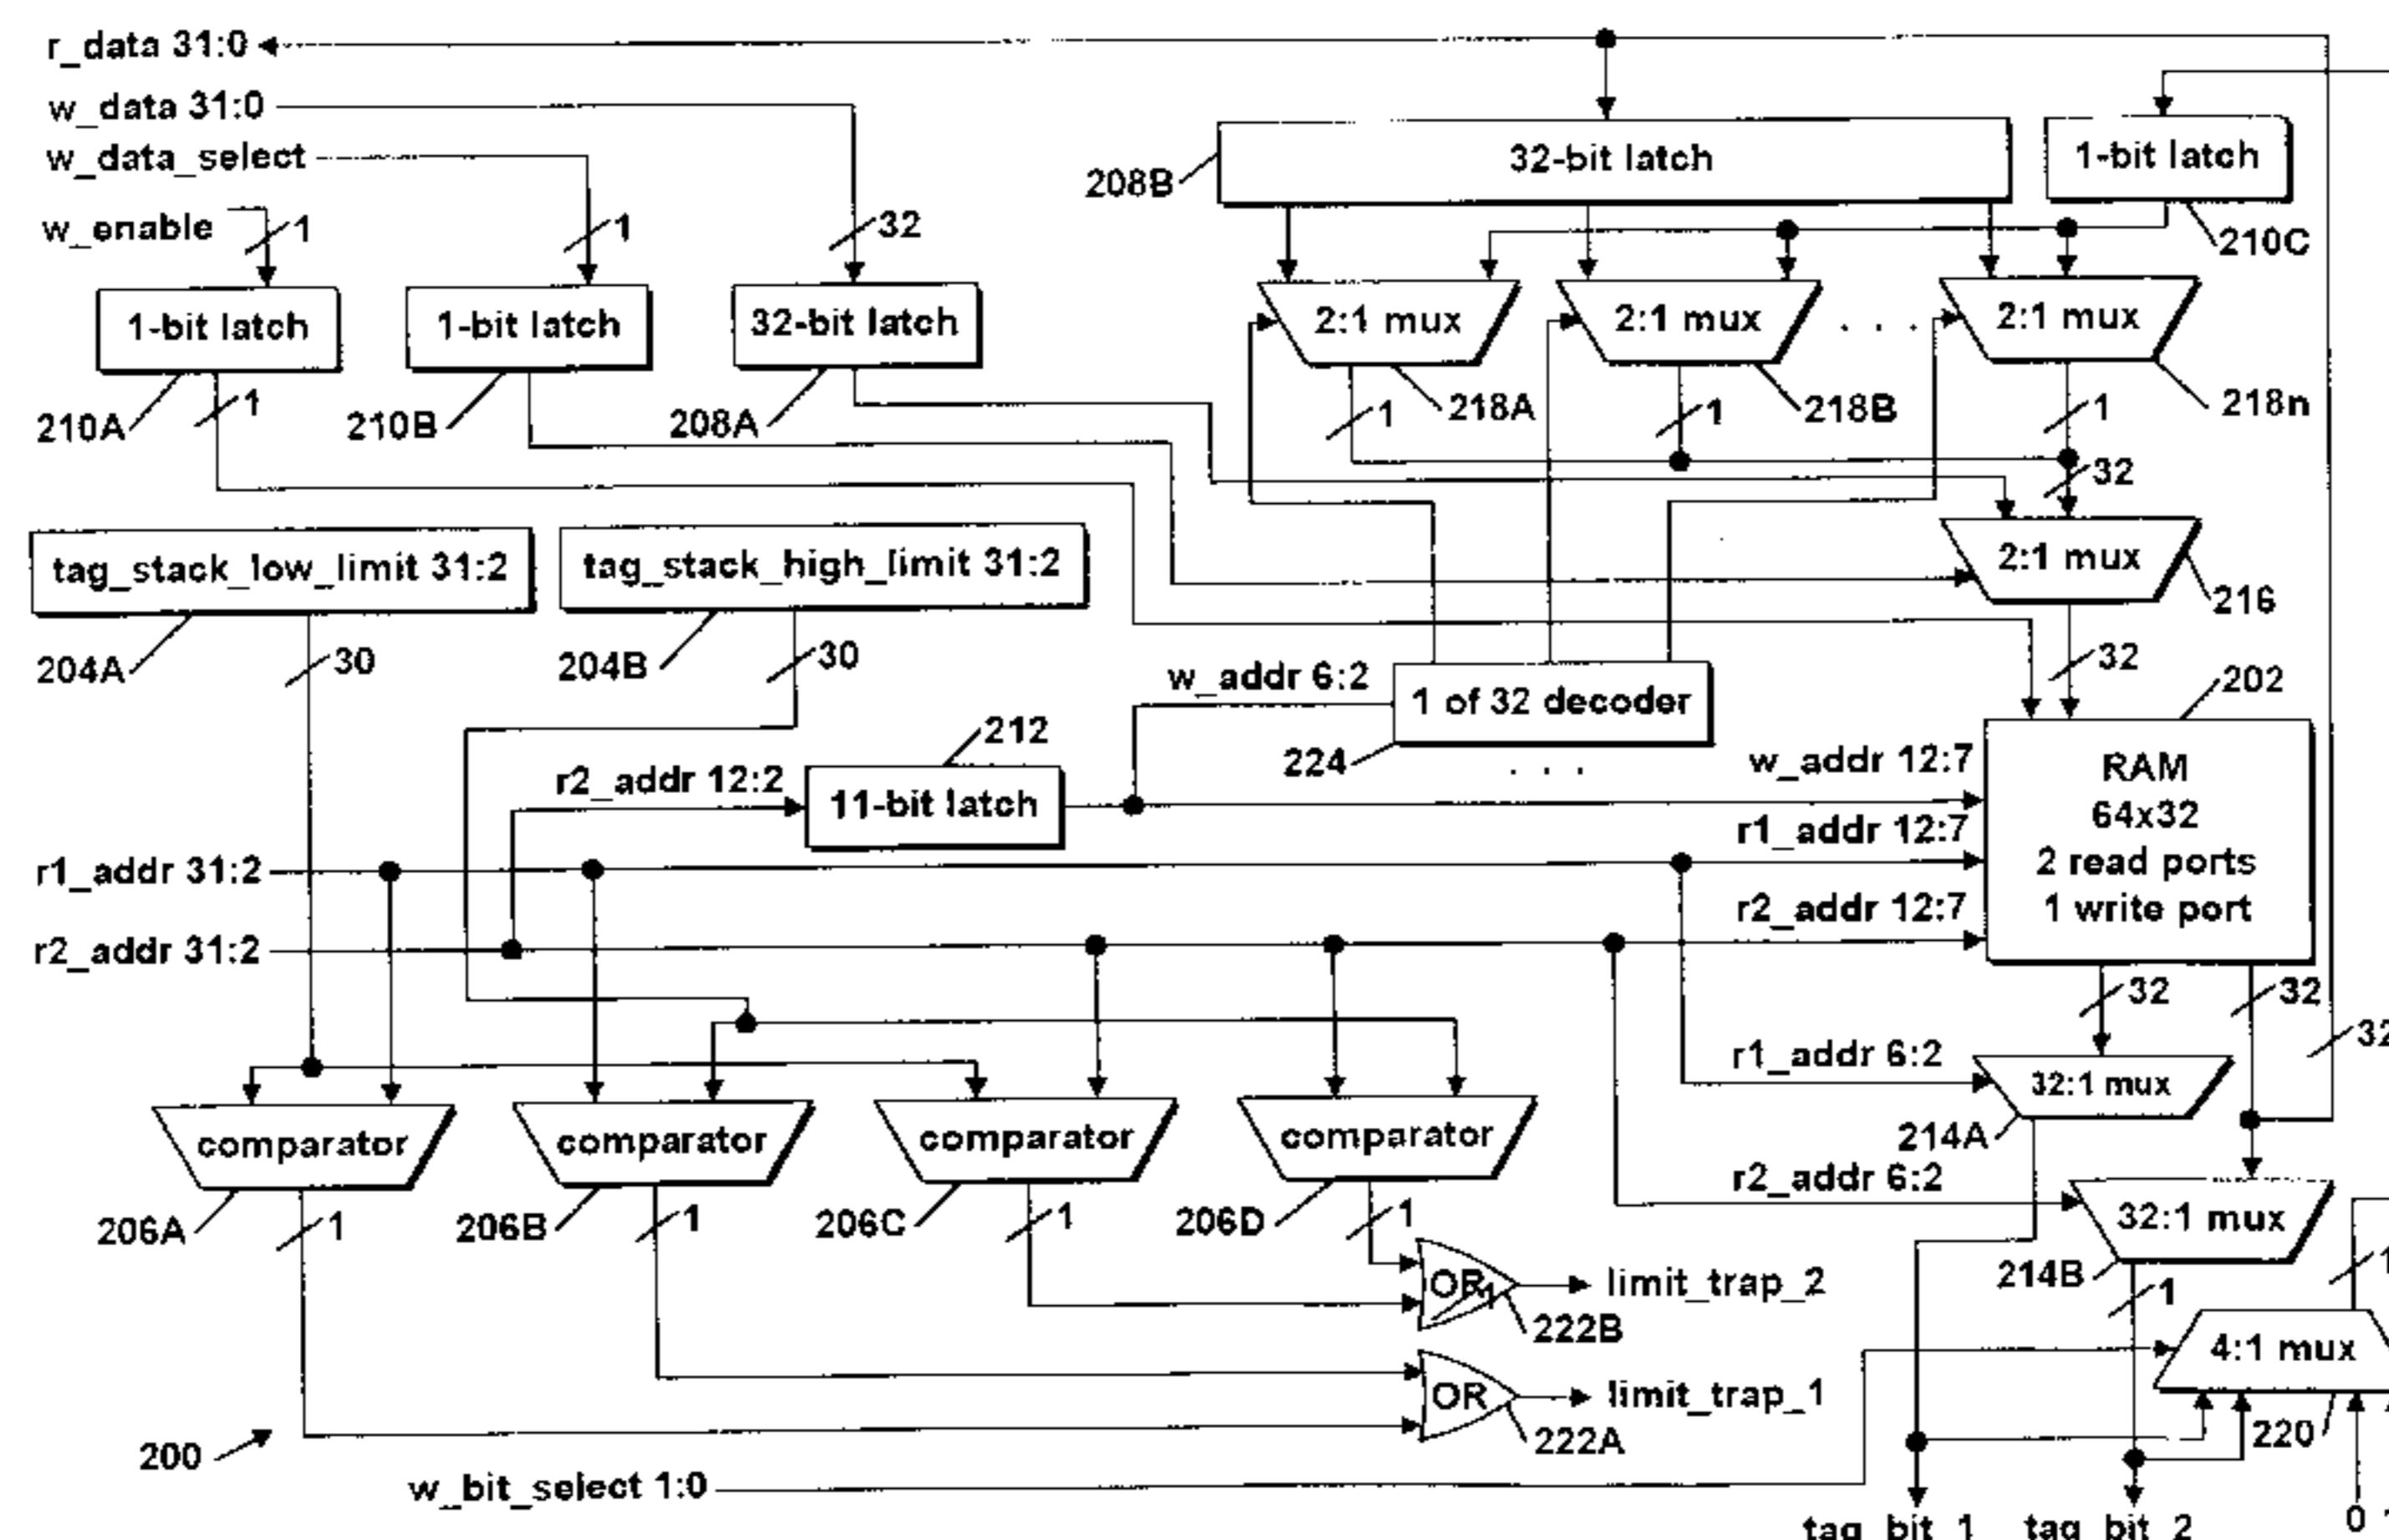 r_data 31:0
w_data 31:0
w_data_select
w_enable
1
1
32
32-bit latch
1-bit latch
208B
210C
1-bit latch
1-bit latch
32-bit latch
2:1 mux
2:1 mux
. . .
2:1 mux
210A
1
210B
208A
1
218A
1
218B
1
218n
32
tag_stack_low_limit 31:2
tag_stack_high_limit 31:2
2:1 mux
216
204A
30
204B
30
w_addr 6:2
1 of 32 decoder
32
202
212
224
. . .
r2_addr 12:2
11-bit latch
w_addr 12:7
RAM
64x32
2 read ports
1 write port
r1_addr 12:7
r1_addr 31:2
r2_addr 12:7
r2_addr 31:2
32
32
32
r1_addr 6:2
32:1 mux
214A
comparator
comparator
comparator
comparator
r2_addr 6:2
32:1 mux
206A
1
206B
1
206C
1
206D
1
214B
1
1
OR
1
limit_trap_2
222B
4:1 mux
OR
limit_trap_1
222A
220
200
w_bit_select 1:0
tag_bit_1
tag_bit_2
0